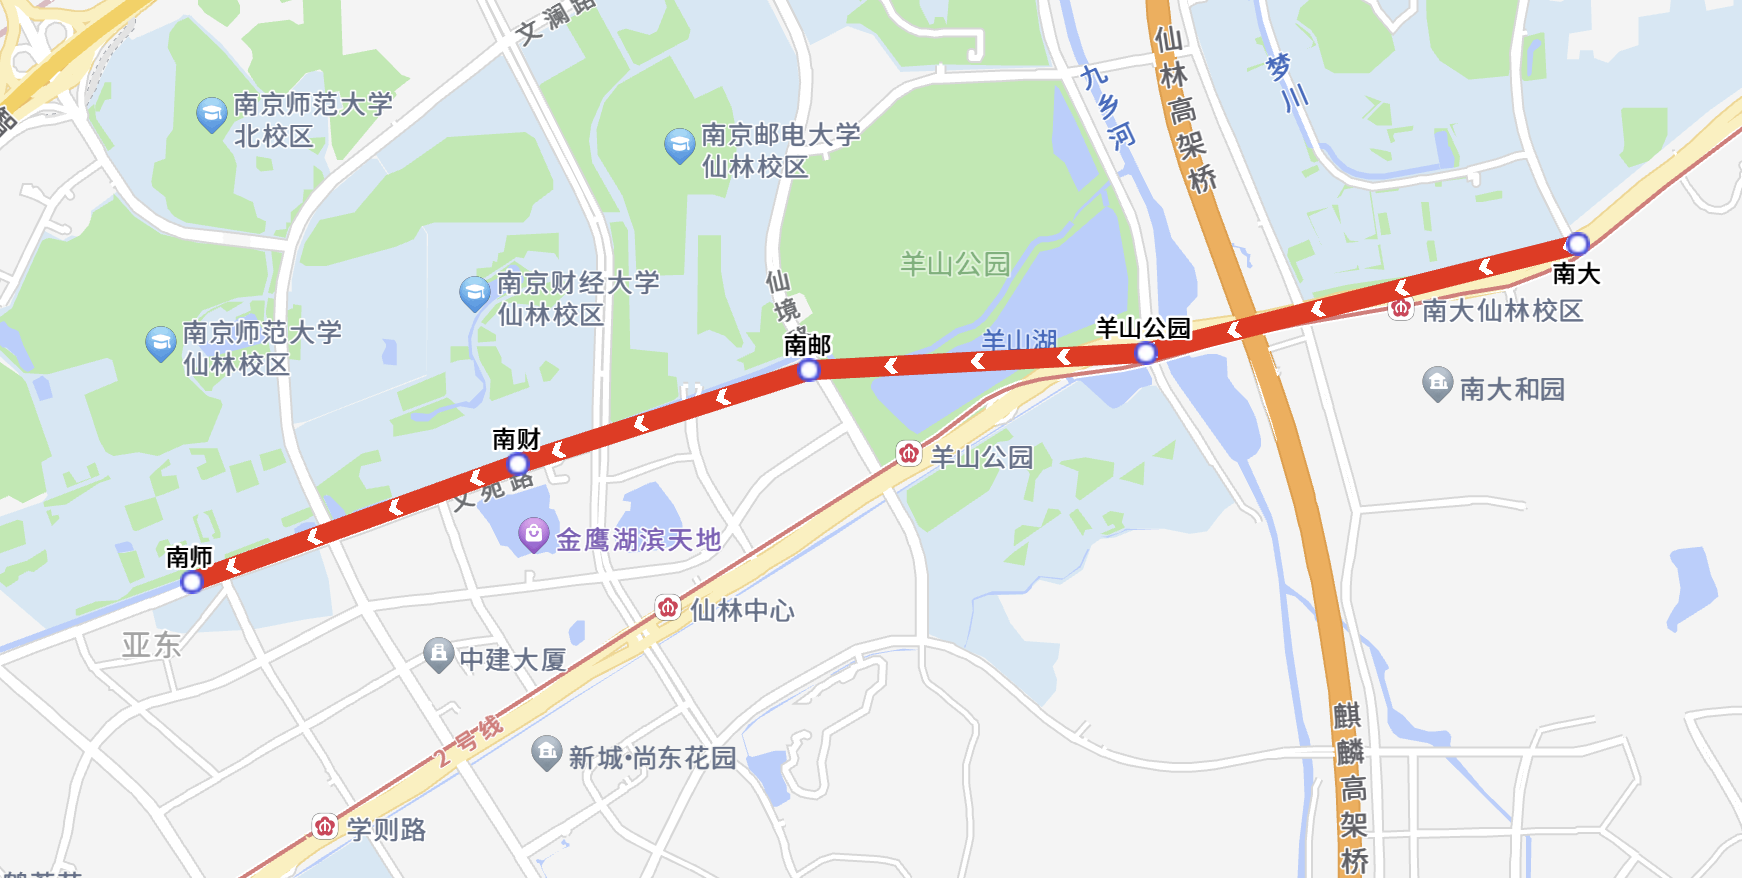 文澜路
南京师范大学
北校区
南京邮电大学
仙林校区
九乡河
仙林高架桥
梦川
羊山公园
南京财经大学
仙林校区
仙境路
南京师范大学
仙林校区
羊山湖
羊山公园
南大
南大仙林校区
南邮
南大和园
南财
文苑路
羊山公园
金鹰湖滨天地
南师
亚东
仙林中心
中建大厦
2号线
新城·尚东花园
麒麟高架桥
学则路